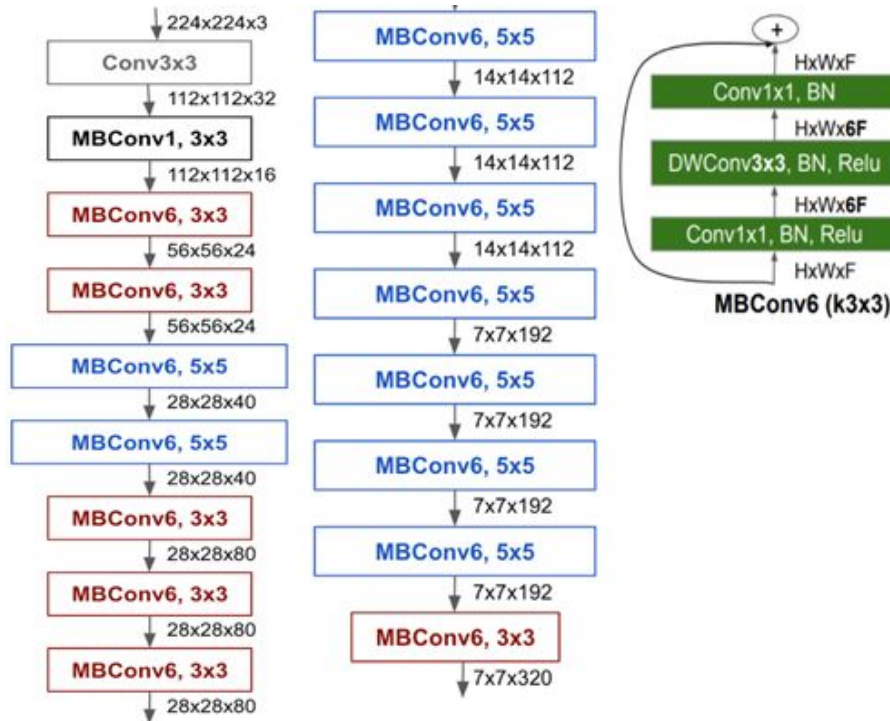 224x224x3
Conv3x3
112x112x32
MBConv1, 3x3
112x112x16
MBConv6, 3x3
56x56x24
MBConv6, 3x3
56x56x24
MBConv6, 5x5
28x28x40
MBConv6, 5x5
28x28x40
MBConv6, 3x3
28x28x80
MBConv6, 3x3
28x28x80
MBConv6, 3x3
28x28x80
MBConv6, 5x5
14x14x112
MBConv6, 5x5
14x14x112
MBConv6, 5x5
14x14x112
MBConv6, 5x5
7x7x192
MBConv6, 5x5
7x7x192
MBConv6, 5x5
7x7x192
MBConv6, 5x5
7x7x192
MBConv6, 3x3
7x7x320
+
HxWxF
Conv1x1, BN
HxWx6F
DWConv3x3, BN, Relu
HxWx6F
Conv1x1, BN, Relu
HxWxF
MBConv6 (k3x3)